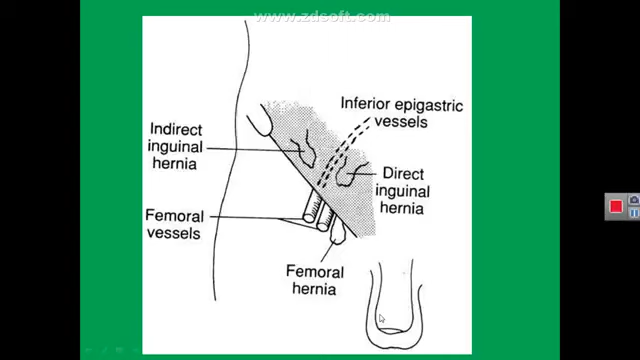 www.zdsoft.com
Inferior epigastric
vessels
Indirect
inguinal
hernia
Direct
inguinal
hernia
Femoral
vessels
Femoral
hernia